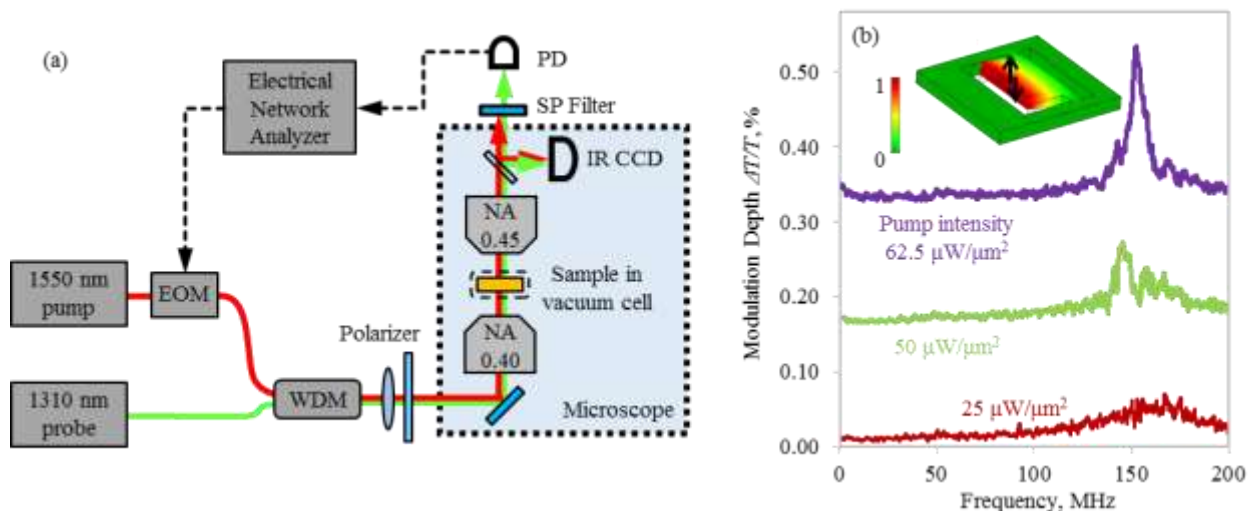 (a)
PD
Electrical
Network
Analyzer
SP Filter
IR CCD
NA
0.45
1550 nm
pump
EOM
Sample in
vacuum cell
Polarizer
NA
0.40
1310 nm
probe
WDM
Microscope
(b)
Modulation Depth ΔT/T, %
0.50
0.40
0.30
0.20
0.10
0.00
1
0
Pump intensity
62.5 µW/µm²
50 µW/µm²
25 µW/µm²
0
50
100
150
200
Frequency, MHz